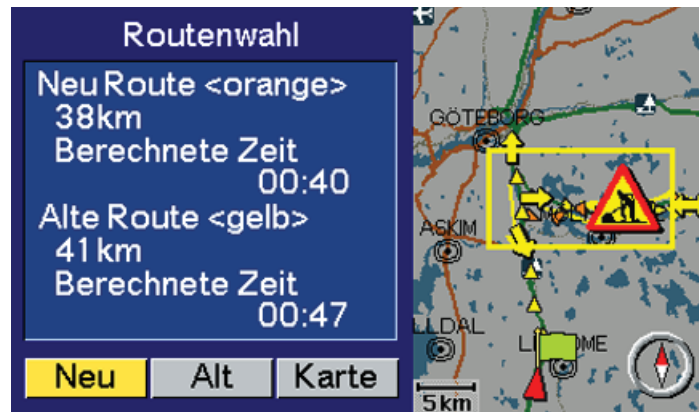 Routenwahl
Neu Route <orange>
38km
Berechnete Zeit
00:40
Alte Route <gelb>
41km
Berechnete Zeit
00:47
Neu Alt Karte
GÖTEBORG
ASKIM
LLDAL
5km